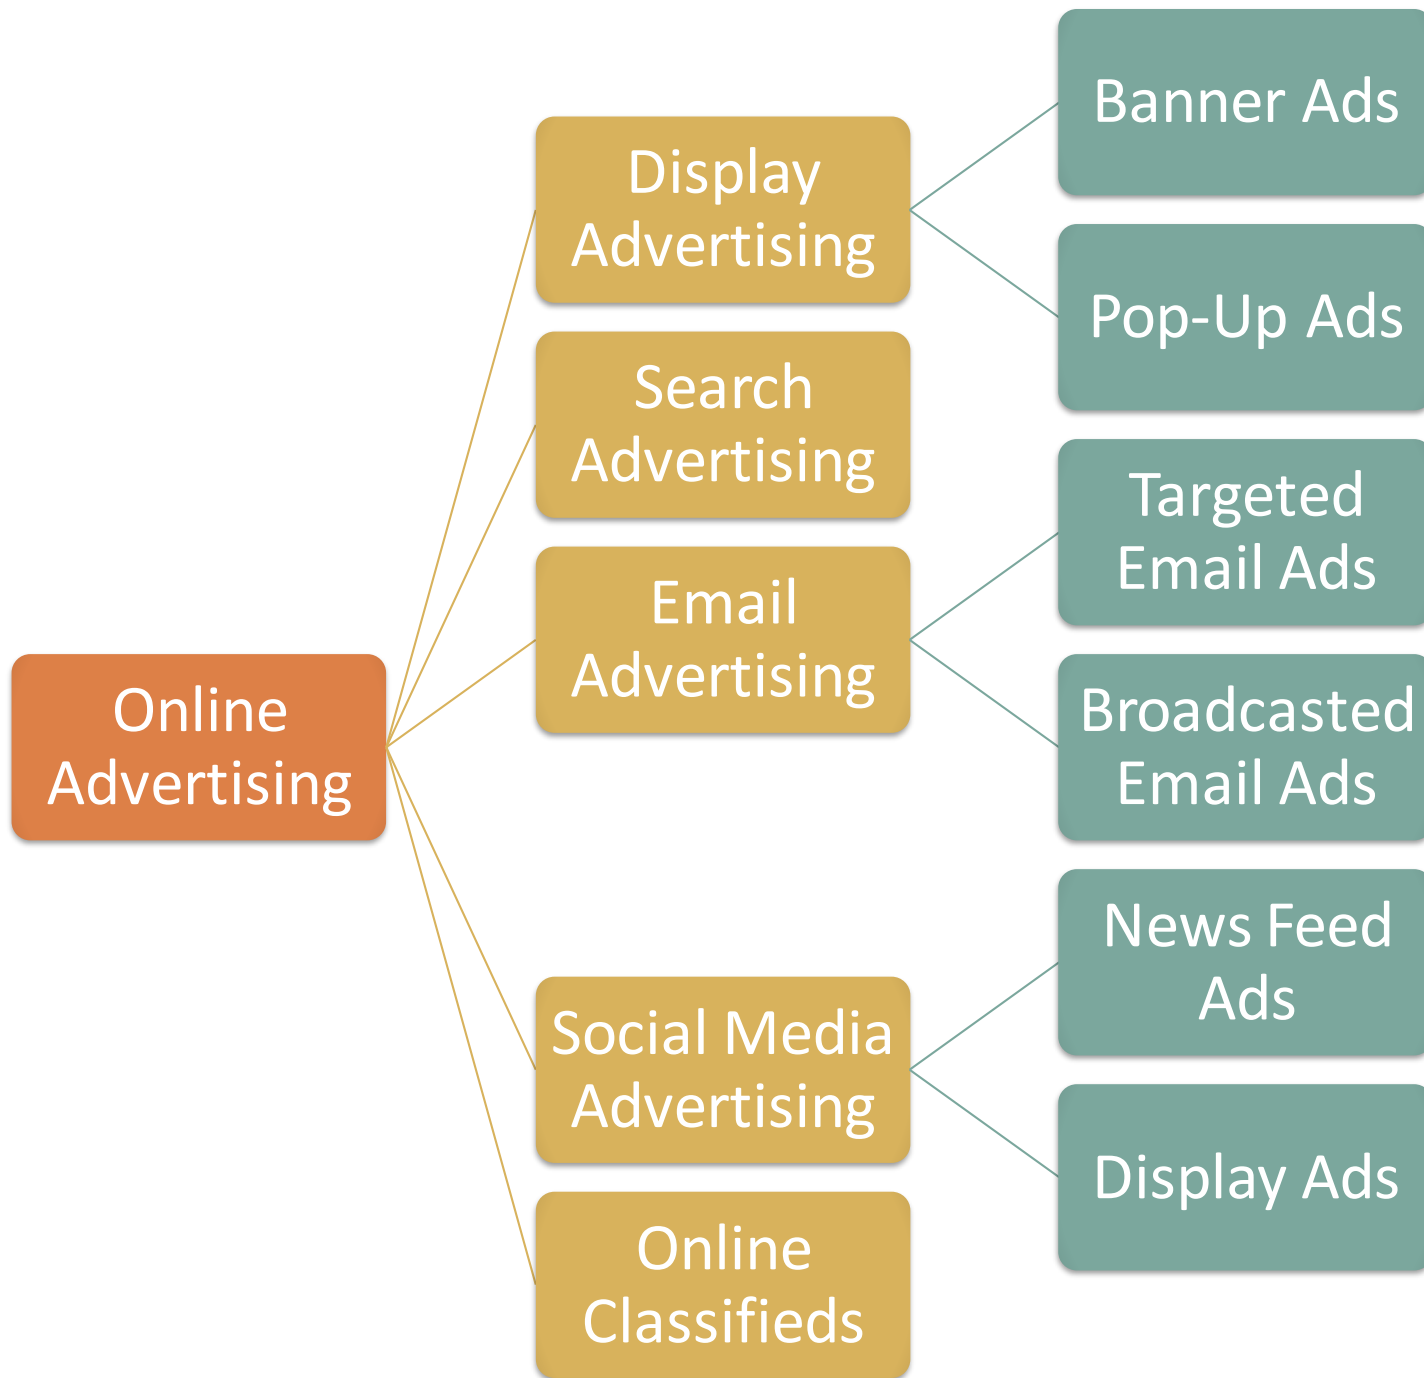 Online
Advertising
Display
Advertising
Banner Ads
Pop-Up Ads
Search
Advertising
Email
Advertising
Targeted
Email Ads
Broadcasted
Email Ads
Social Media
Advertising
News Feed
Ads
Display Ads
Online
Classifieds